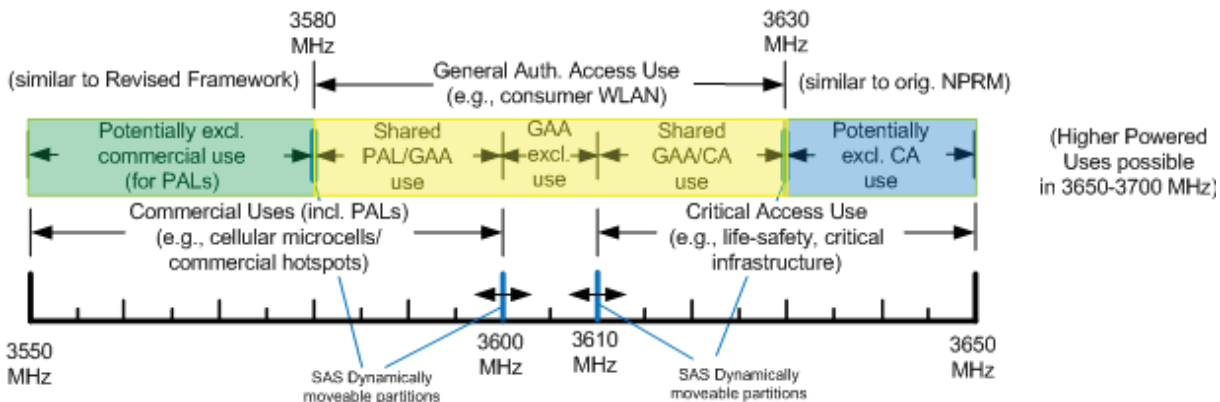 3580
MHz
3630
MHz
(similar to Revised Framework)
General Auth. Access Use
(e.g., consumer WLAN)
(similar to orig. NPRM)
Potentially excl.
commercial use
(for PALs)
Shared
PAL/GAA
use
GAA
excl.
use
Shared
GAA/CA
use
Potentially
excl. CA
use
(Higher Powered
Uses possible
in 3650-3700 MHz)
Commercial Uses (incl. PALs)
(e.g., cellular microcells/
commercial hotspots)
Critical Access Use
(e.g., life-safety, critical
infrastructure)
3550
MHz
3600
MHz
3610
MHz
3650
MHz
SAS Dynamically
moveable partitions
SAS Dynamically
moveable partitions